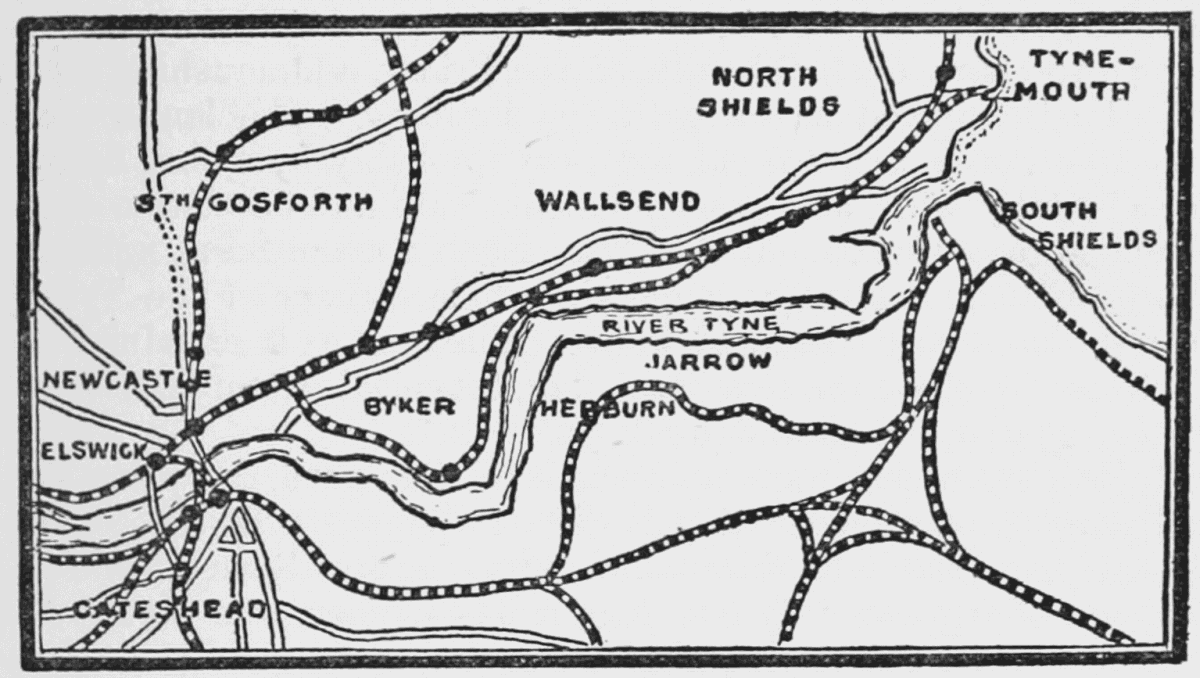 TYNE-
MOUTH
NORTH
SHIELDS
STH GOSFORTH
WALLSEND
SOUTH
SHIELDS
RIVER TYNE
JARROW
NEWCASTLE
BYKER
HEBBURN
ELSWICK
GATESHEAD